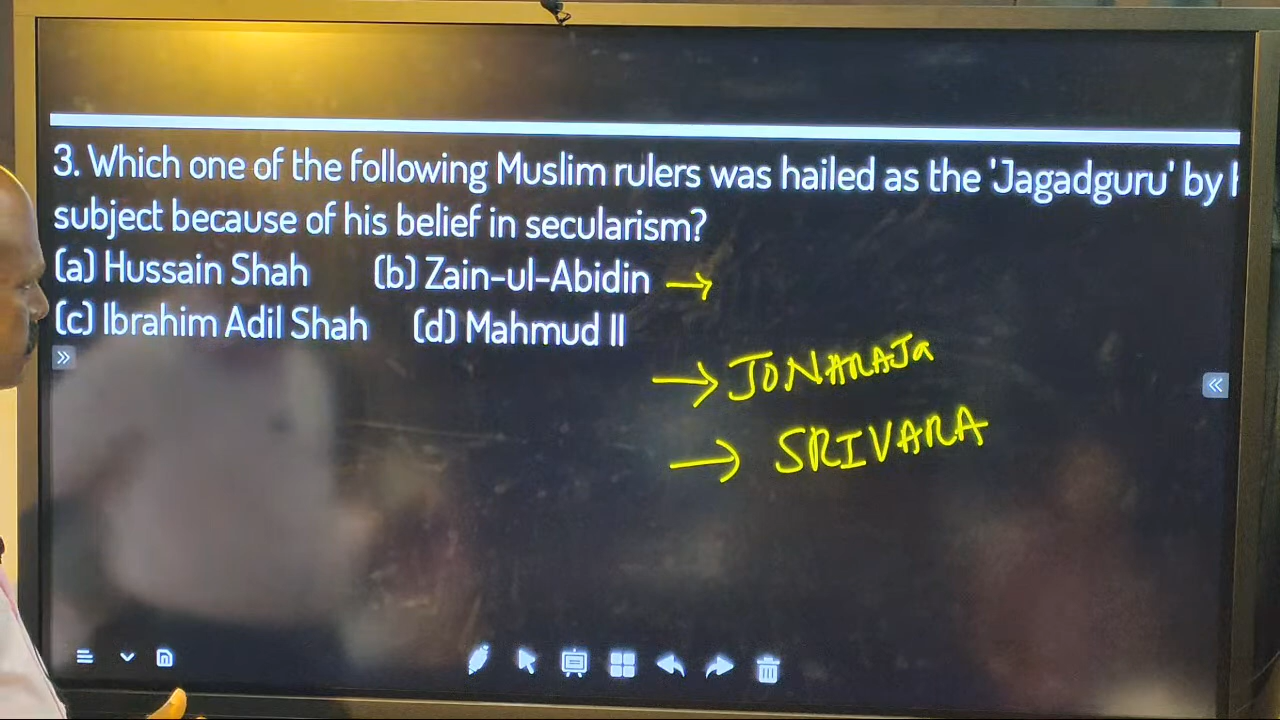 3. Which one of the following Muslim rulers was hailed as the 'Jagadguru' by
subject because of his belief in secularism?
(a) Hussain Shah (b) Zain-ul-Abidin →
(c) Ibrahim Adil Shah (d) Mahmud II
→ JONARAJa
→ SRIVARA